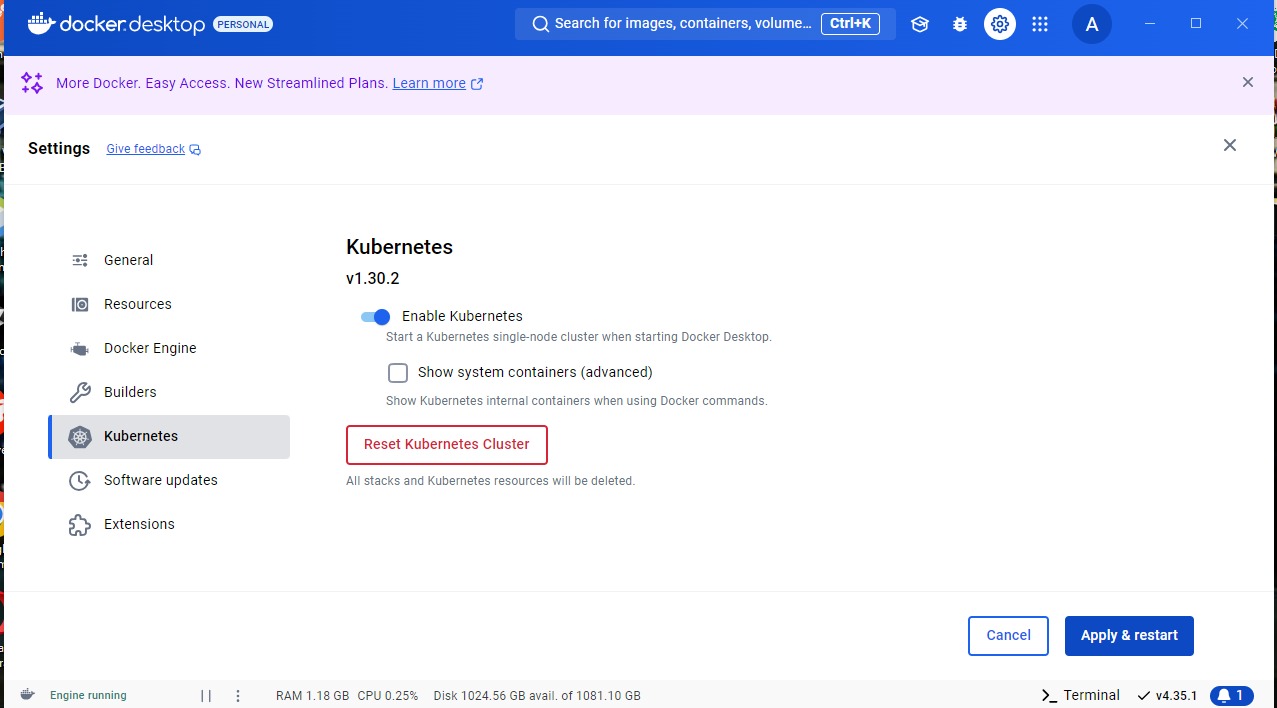 docker.desktop PERSONAL
Search for images, containers, volume... Ctrl+K
A
More Docker. Easy Access. New Streamlined Plans. Learn more
Settings Give feedback
General
Resources
Docker Engine
Builders
Kubernetes
Software updates
Extensions
Kubernetes
v1.30.2
Enable Kubernetes
Start a Kubernetes single-node cluster when starting Docker Desktop.
Show system containers (advanced)
Show Kubernetes internal containers when using Docker commands.
Reset Kubernetes Cluster
All stacks and Kubernetes resources will be deleted.
Cancel Apply & restart
Engine running RAM 1.18 GB CPU 0.25% Disk 1024.56 GB avail. of 1081.10 GB Terminal v4.35.1 1